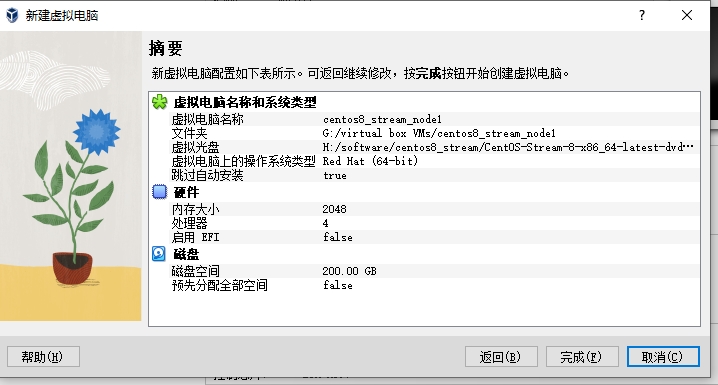 新建虚拟电脑
?
摘要
新虚拟电脑配置如下表所示。可返回继续修改，按完成按钮开始创建虚拟电脑。
虚拟电脑名称和系统类型
虚拟电脑名称 centos8_stream_node1
文件夹 G:/virtual box VMs/centos8_stream_node1
虚拟光盘 H:/software/centos8_stream/CentOS-Stream-8-x86_64-latest-dvd…
虚拟电脑上的操作系统类型 Red Hat (64-bit)
跳过自动安装 true
硬件
内存大小 2048
处理器 4
启用 EFI false
磁盘
磁盘空间 200.00 GB
预先分配全部空间 false
帮助(H) 返回(B) 完成(F) 取消(C)